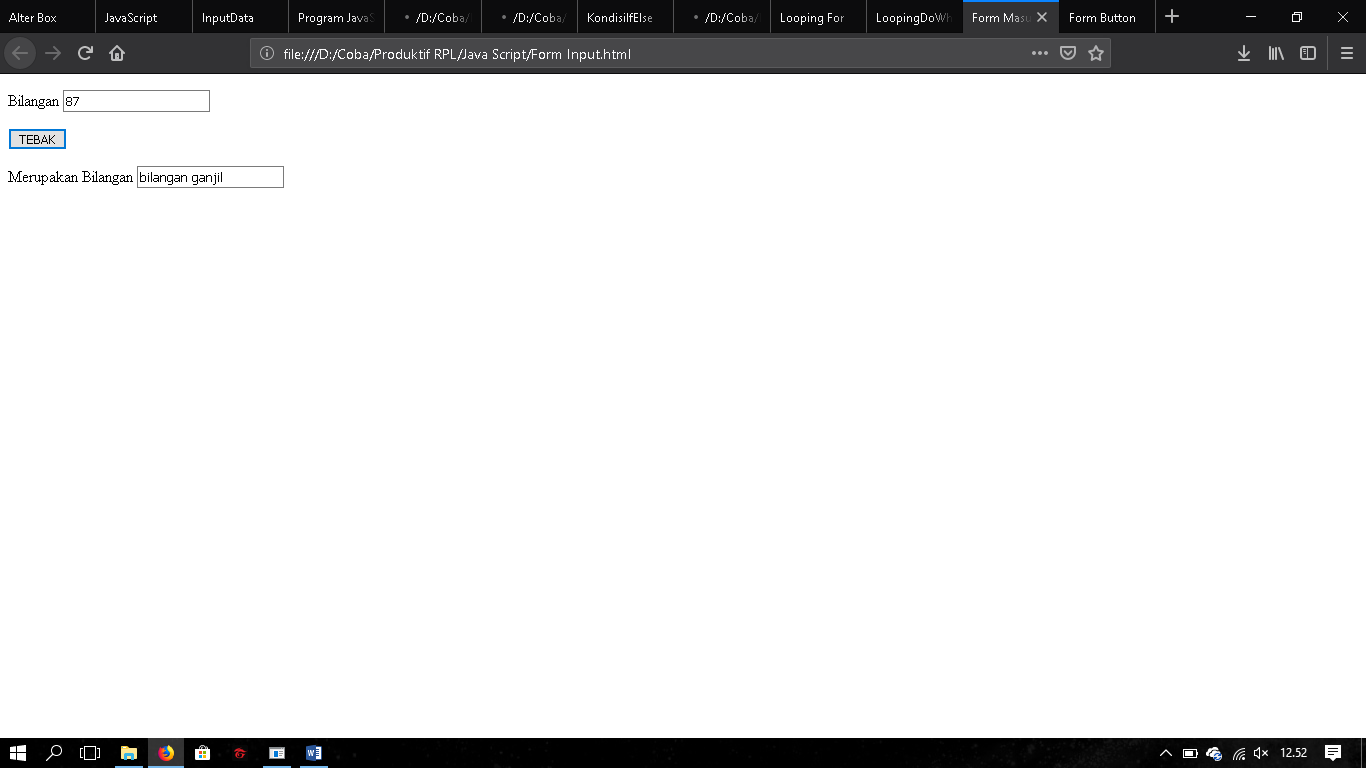 Alter Box JavaScript InputData Program JavaS /D:/Coba/ /D:/Coba/ KondisiIfElse /D:/Coba/ Looping For LoopingDoWh Form Masu Form Button
file:///D:/Coba/Produktif RPL/Java Script/Form Input.html
Bilangan 87
TEBAK
Merupakan Bilangan bilangan ganjil
12.52